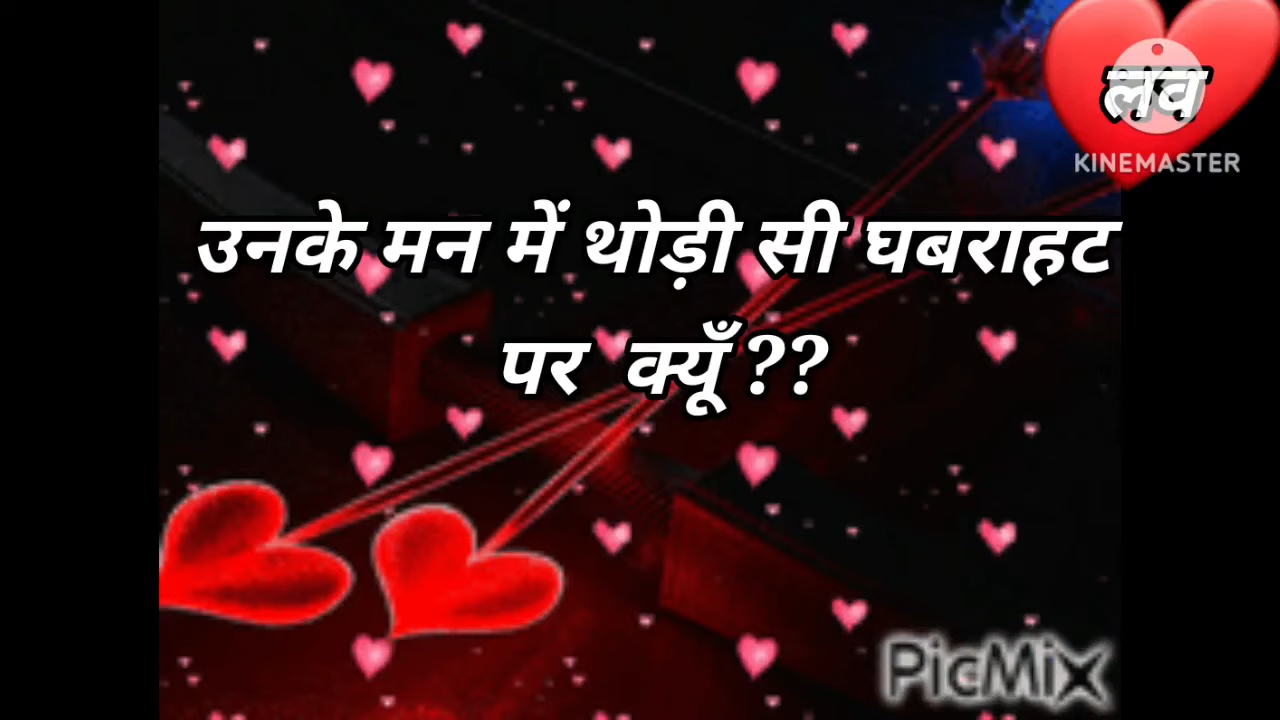 लव
KINEMASTER
उनके मन में थोड़ी सी घबराहट
पर क्यूँ ??
PicMix